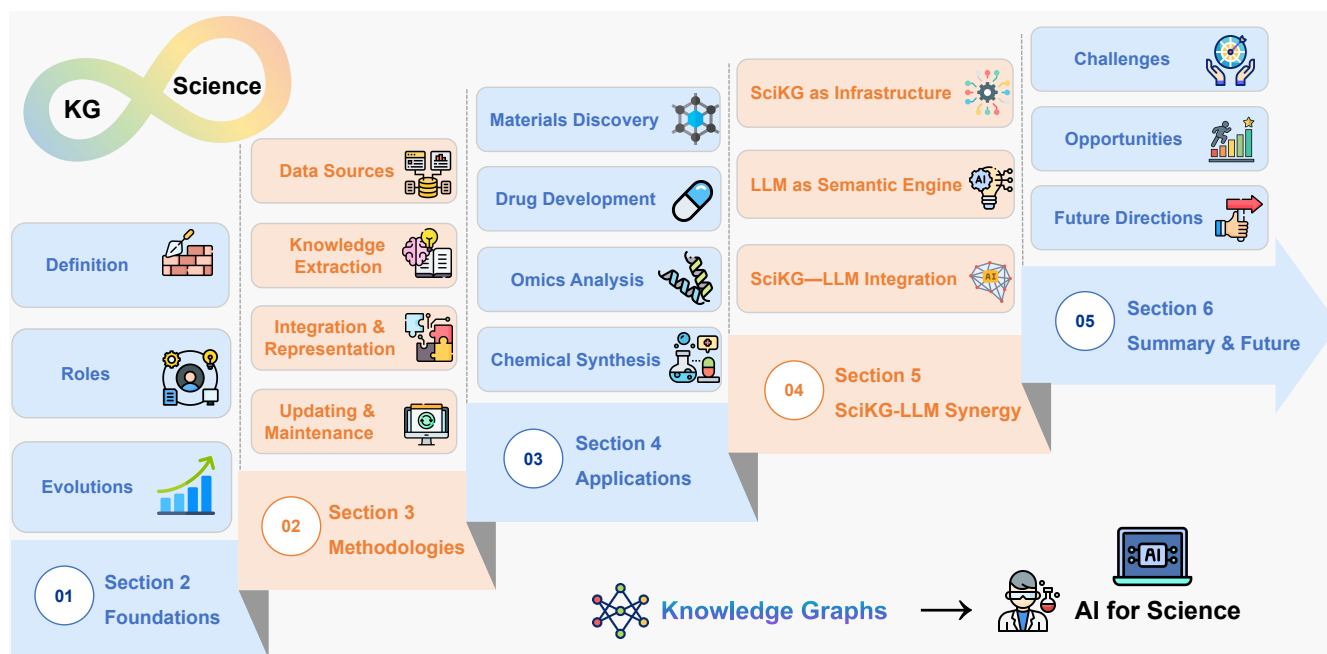 KG
Science
Definition
Roles
Evolutions
01
Section 2
Foundations
Data Sources
Knowledge
Extraction
Integration &
Representation
Updating &
Maintenance
02
Section 3
Methodologies
Materials Discovery
Drug Development
Omics Analysis
Chemical Synthesis
03
Section 4
Applications
SciKG as Infrastructure
LLM as Semantic Engine
AI
SciKG—LLM Integration
AI
04
Section 5
SciKG-LLM Synergy
Challenges
Opportunities
Future Directions
05
Section 6
Summary & Future
Knowledge Graphs
AI
AI for Science